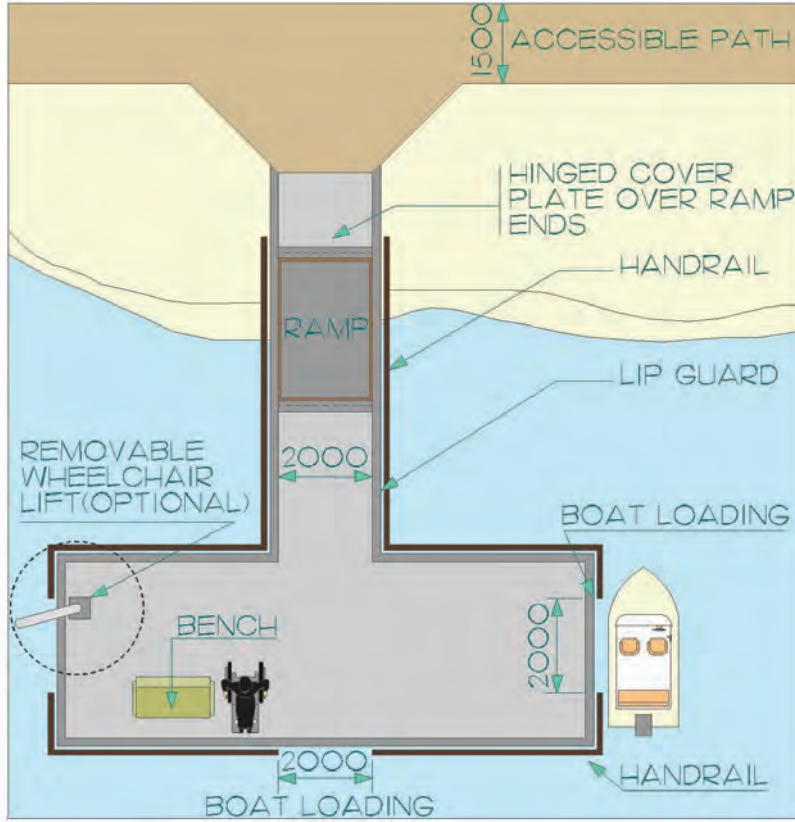 1500
ACCESSIBLE PATH
HINGED COVER
PLATE OVER RAMP
ENDS
HANDRAIL
RAMP
LIP GUARD
2000
REMOVABLE
WHEELCHAIR
LIFT(OPTIONAL)
BOAT LOADING
BENCH
2000
2000
BOAT LOADING
HANDRAIL